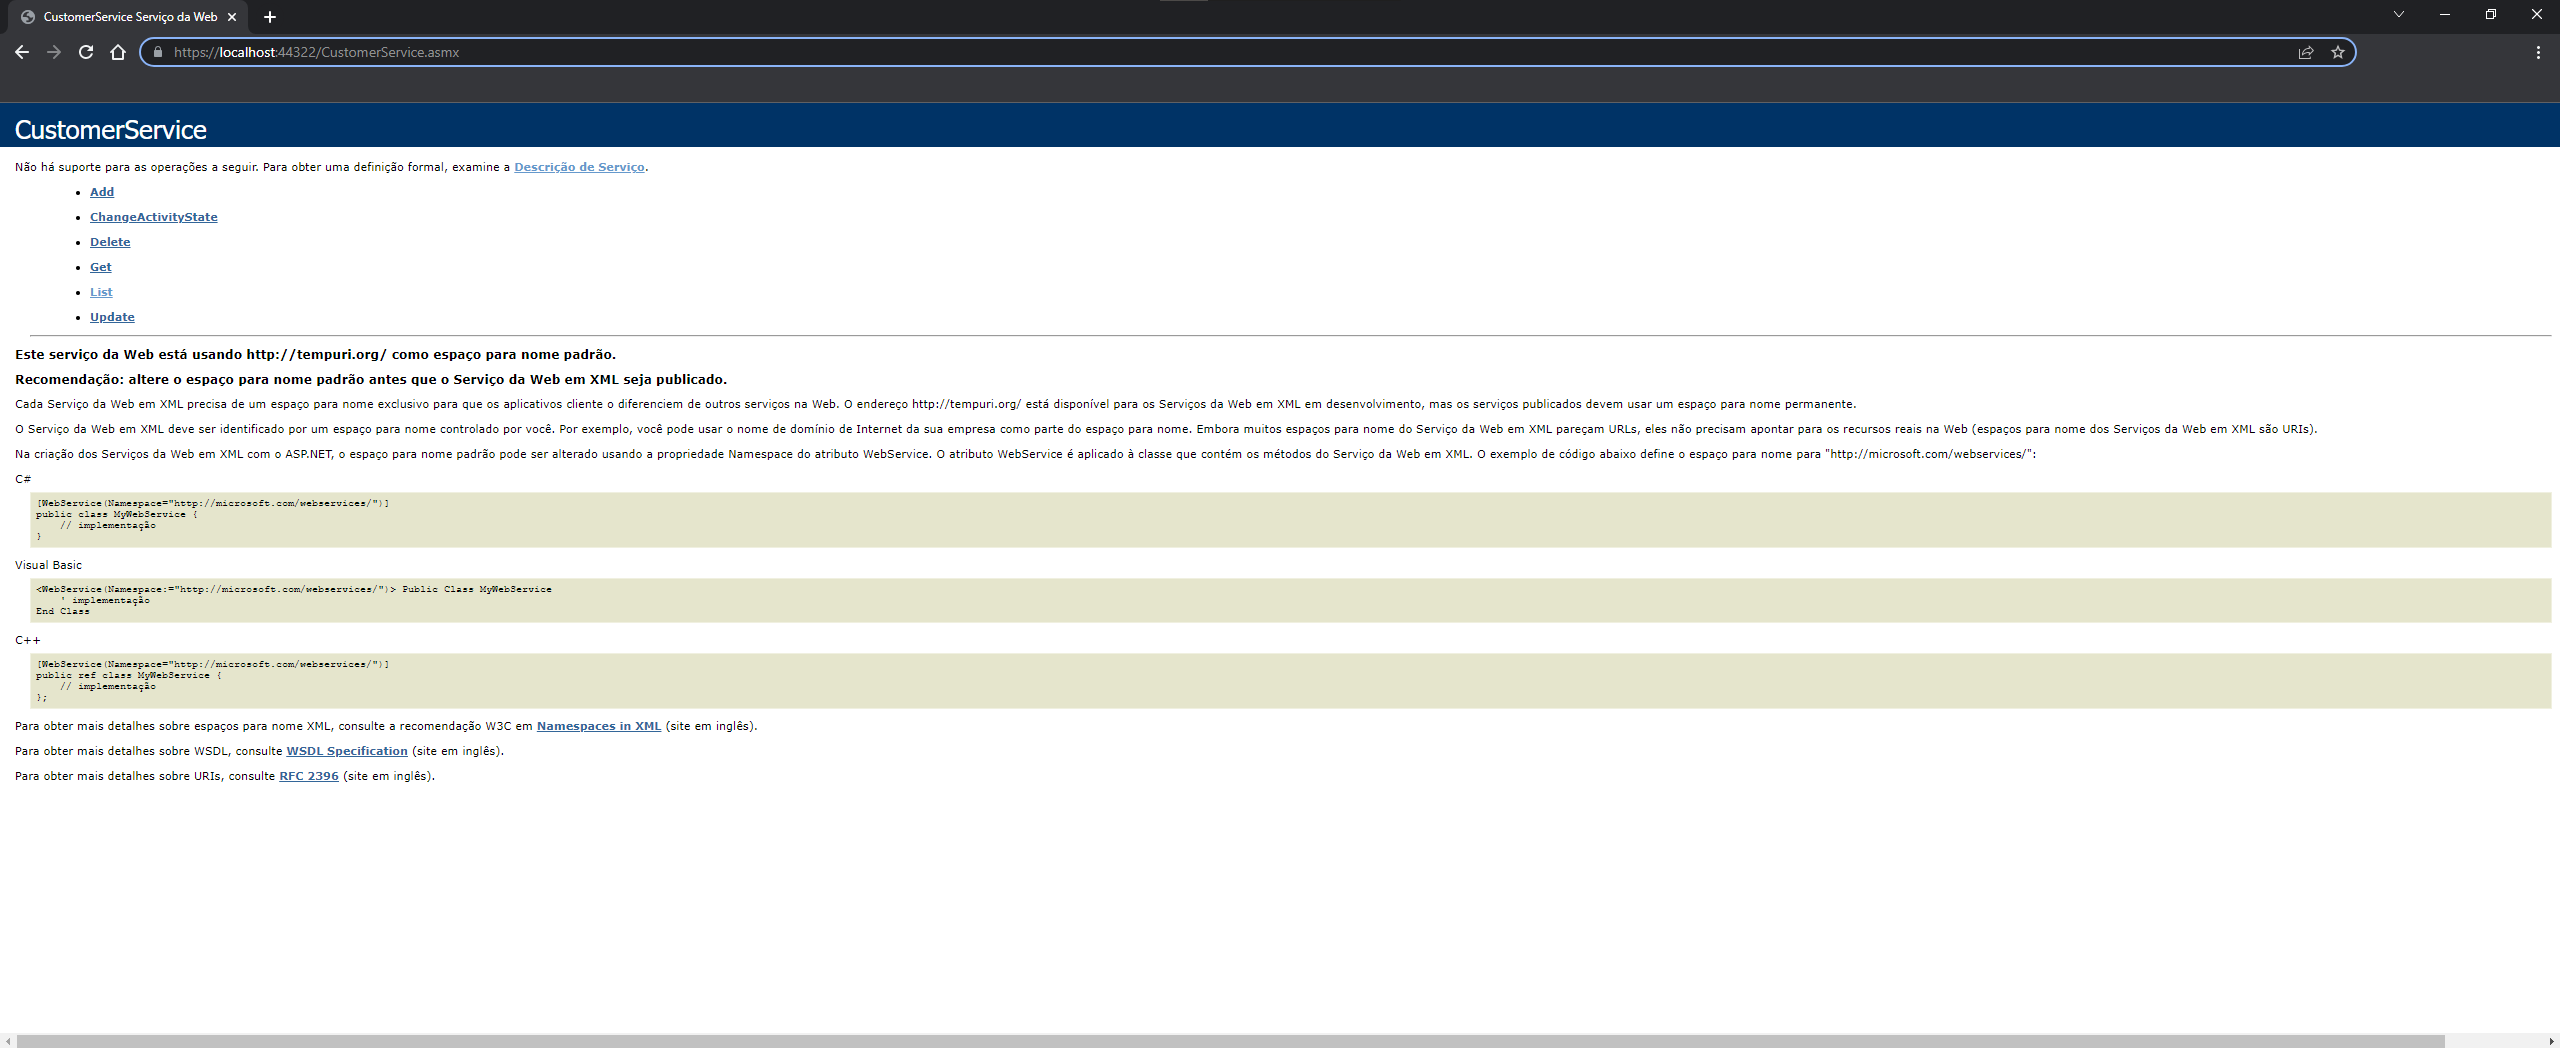 CustomerService Serviço da Web
https://localhost:44322/CustomerService.asmx
CustomerService
Não há suporte para as operações a seguir. Para obter uma definição formal, examine a Descrição de Serviço.
Add
ChangeActivityState
Delete
Get
List
Update
Este serviço da Web está usando http://tempuri.org/ como espaço para nome padrão.
Recomendação: altere o espaço para nome padrão antes que o Serviço da Web em XML seja publicado.
Cada Serviço da Web em XML precisa de um espaço para nome exclusivo para que os aplicativos cliente o diferenciem de outros serviços na Web. O endereço http://tempuri.org/ está disponível para os Serviços da Web em XML em desenvolvimento, mas os serviços publicados devem usar um espaço para nome permanente.
O Serviço da Web em XML deve ser identificado por um espaço para nome controlado por você. Por exemplo, você pode usar o nome de domínio de Internet da sua empresa como parte do espaço para nome. Embora muitos espaços para nome do Serviço da Web em XML pareçam URLs, eles não precisam apontar para os recursos reais na Web (espaços para nome dos Serviços da Web em XML são URIs).
Na criação dos Serviços da Web em XML com o ASP.NET, o espaço para nome padrão pode ser alterado usando a propriedade Namespace do atributo WebService. O atributo WebService é aplicado à classe que contém os métodos do Serviço da Web em XML. O exemplo de código abaixo define o espaço para nome para "http://microsoft.com/webservices/":
C#
[WebService(Namespace="http://microsoft.com/webservices/")]
public class MyWebService {
// implementação
}
Visual Basic
<WebService(Namespace:="http://microsoft.com/webservices/")> Public Class MyWebService
' implementação
End Class
C++
[WebService(Namespace="http://microsoft.com/webservices/")]
public ref class MyWebService {
// implementação
};
Para obter mais detalhes sobre espaços para nome XML, consulte a recomendação W3C em Namespaces in XML (site em inglês).
Para obter mais detalhes sobre WSDL, consulte WSDL Specification (site em inglês).
Para obter mais detalhes sobre URIs, consulte RFC 2396 (site em inglês).